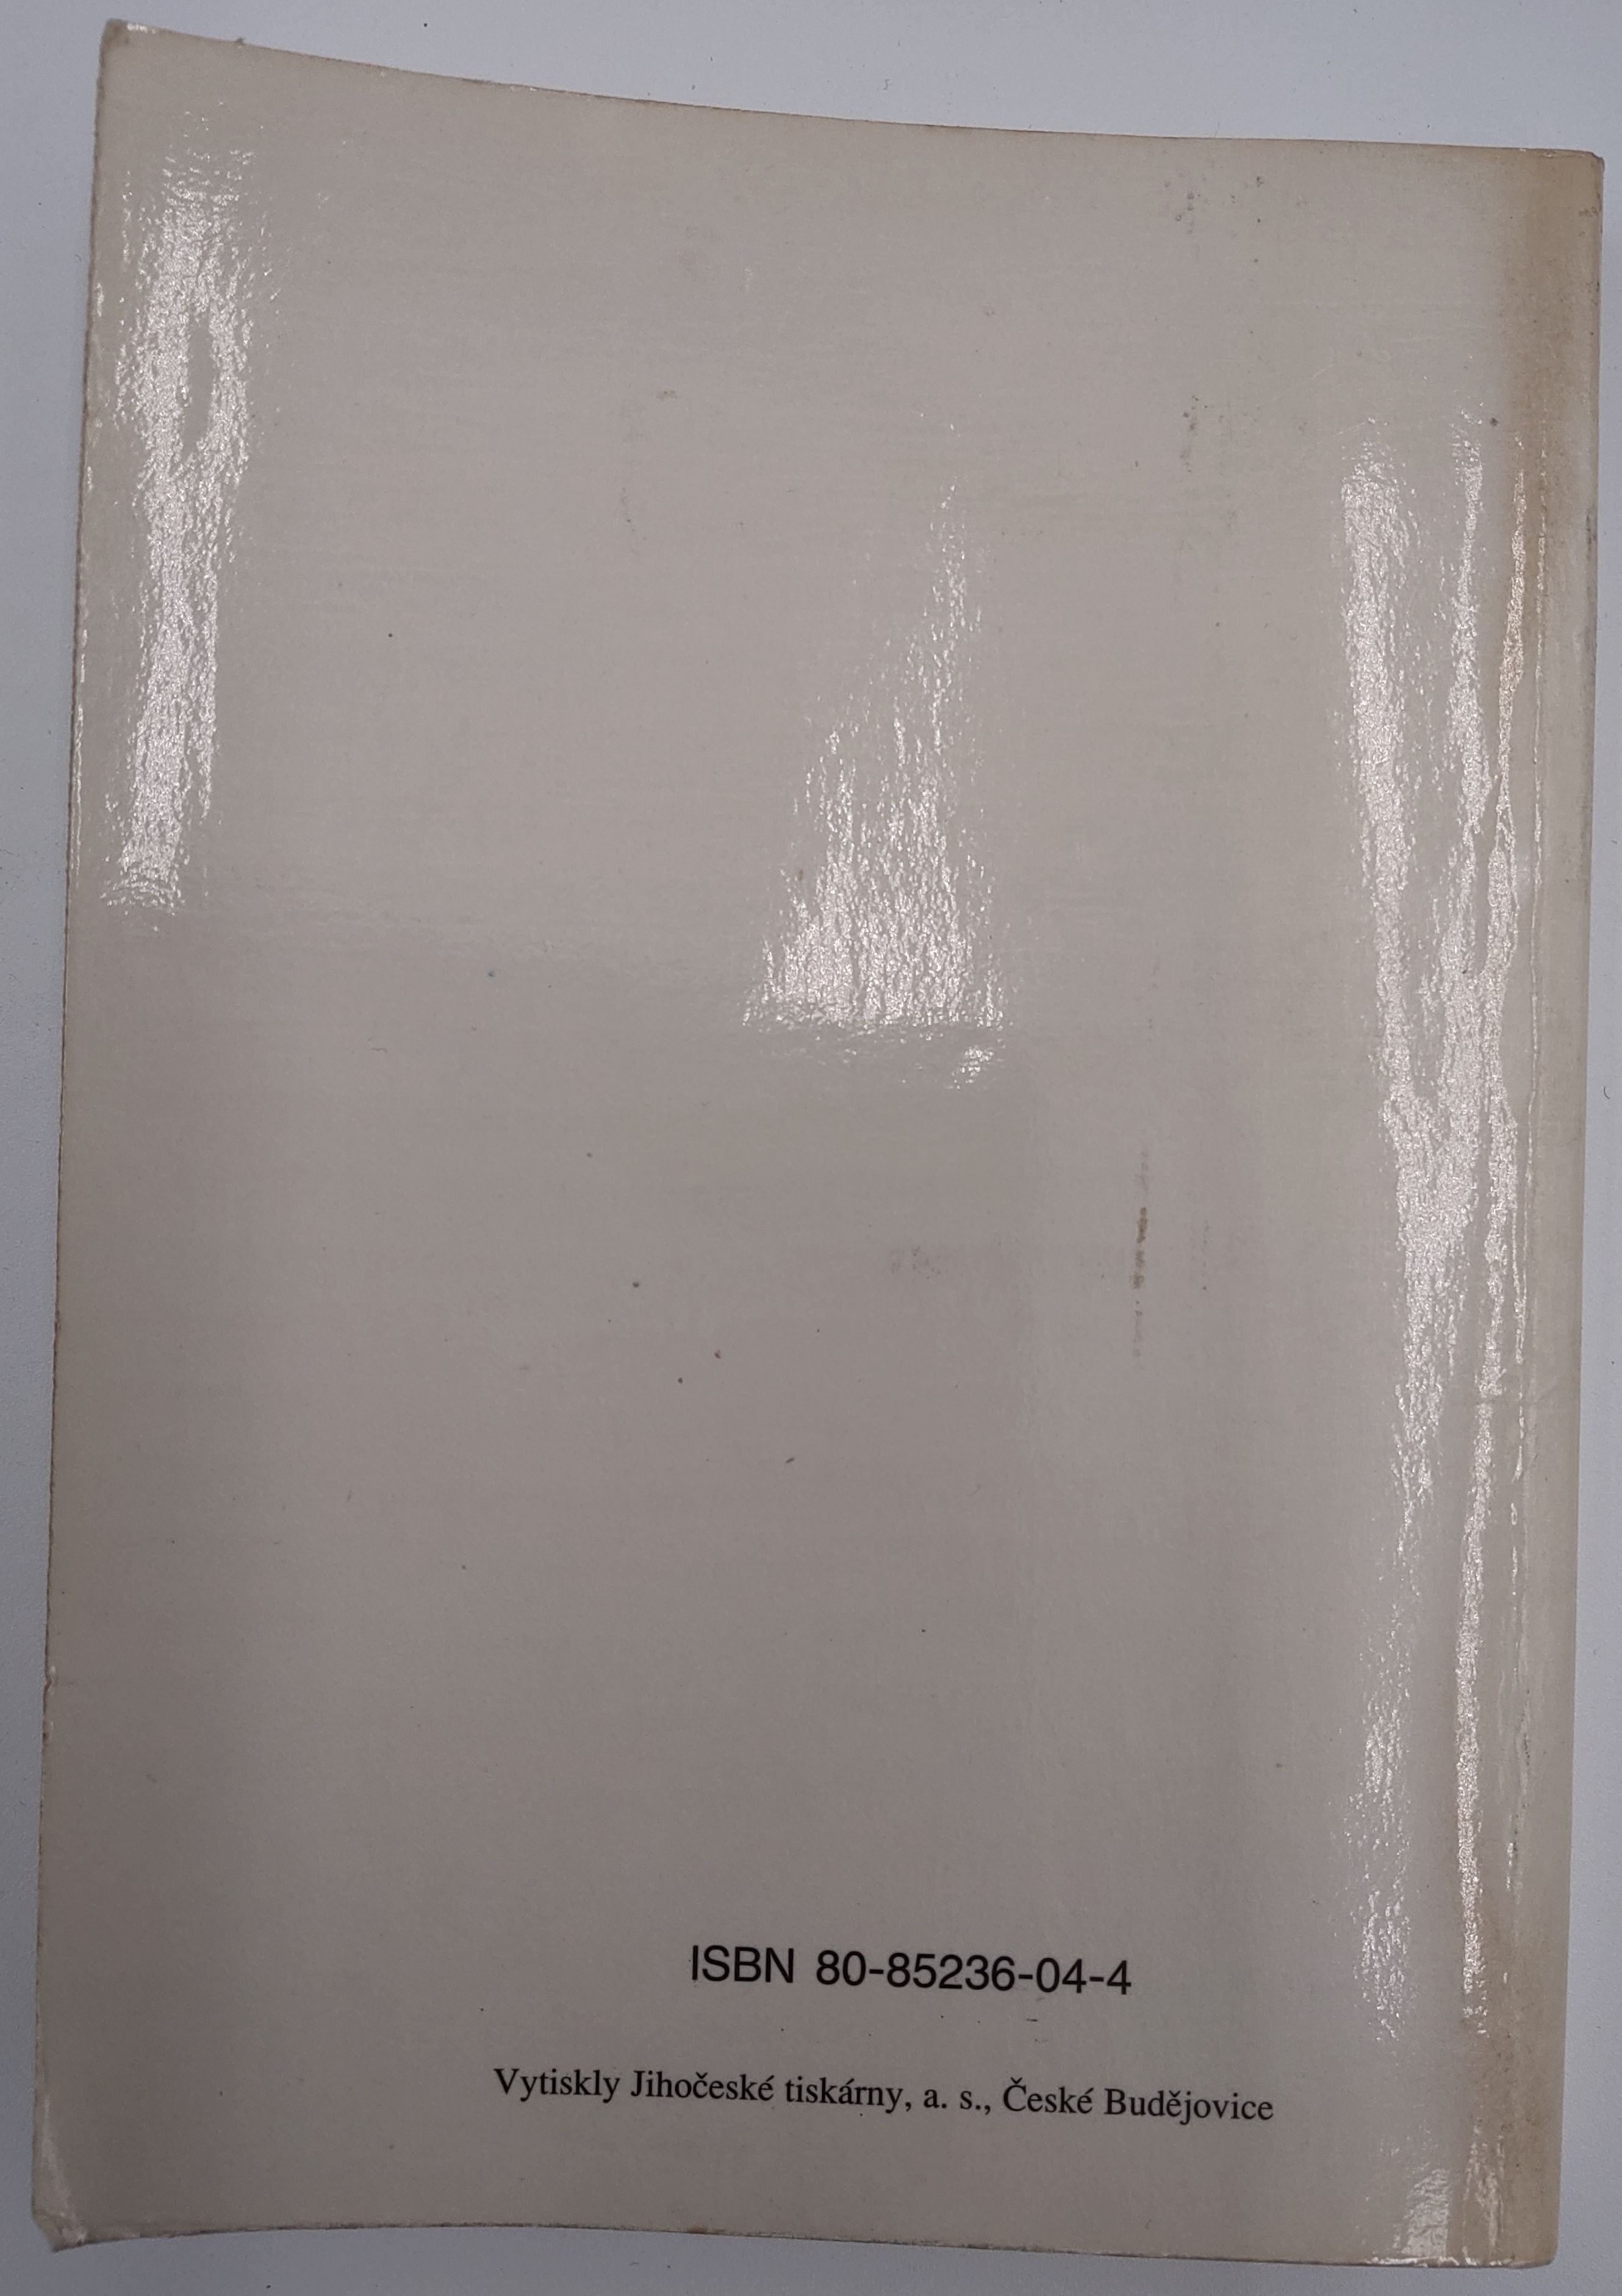 ISBN 80-85236-04-4
Vytiskly Jihočeské tiskárny, a. s., České Budějovice